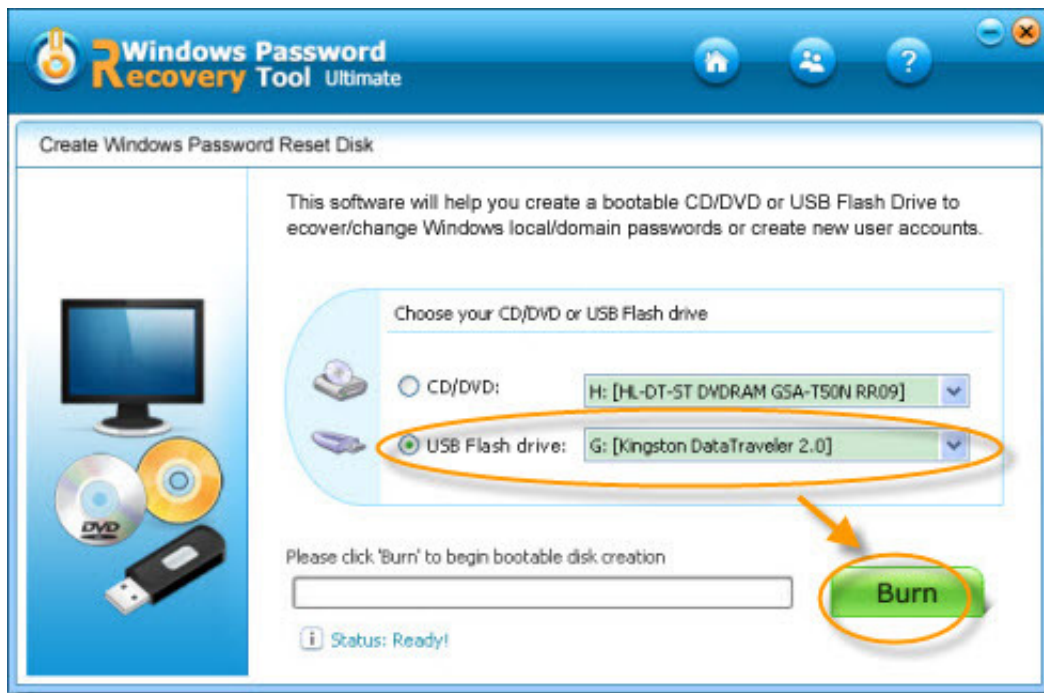 Windows Password
Recovery Tool Ultimate
?
Create Windows Password Reset Disk
This software will help you create a bootable CD/DVD or USB Flash Drive to
ecover/change Windows local/domain passwords or create new user accounts.
Choose your CD/DVD or USB Flash drive
CD/DVD: H: [HL-DT-ST DVDRAM GSA-T50N RR09]
USB Flash drive: G: [Kingston DataTraveler 2.0]
DVD
Please click 'Burn' to begin bootable disk creation
Burn
i Status: Ready!